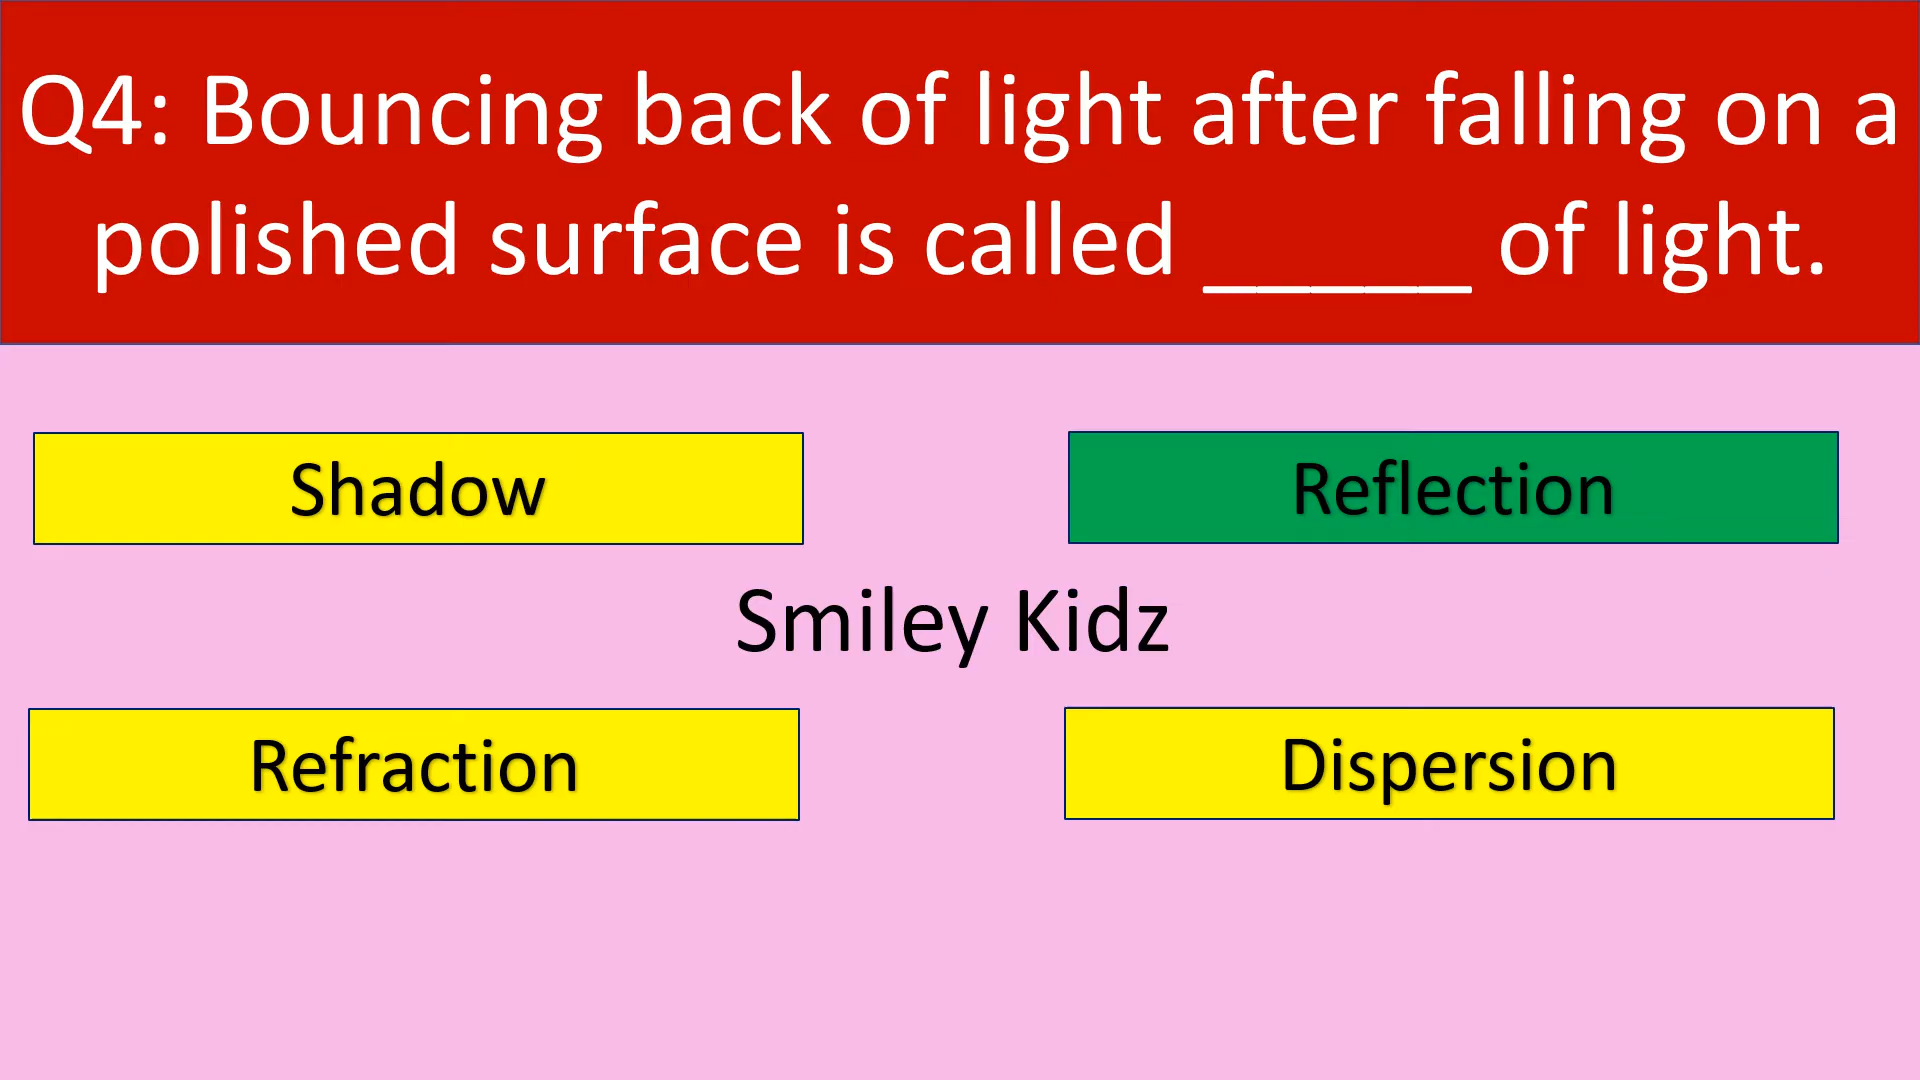 Q4: Bouncing back of light after falling on a
polished surface is called _____ of light.
Shadow
Reflection
Smiley Kidz
Refraction
Dispersion